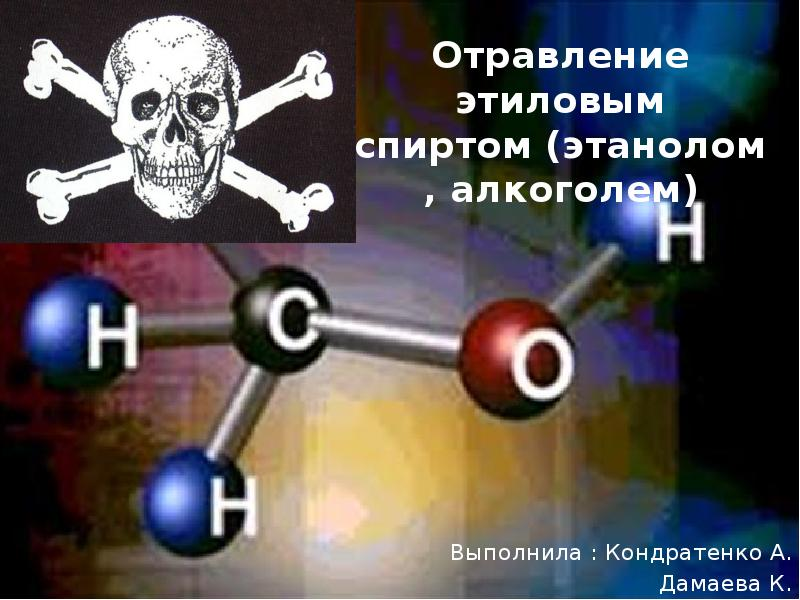 Отравление
этиловым
спиртом (этанолом
, алкоголем)
H
H
C
O
H
Выполнила : Кондратенко А.
Дамаева К.